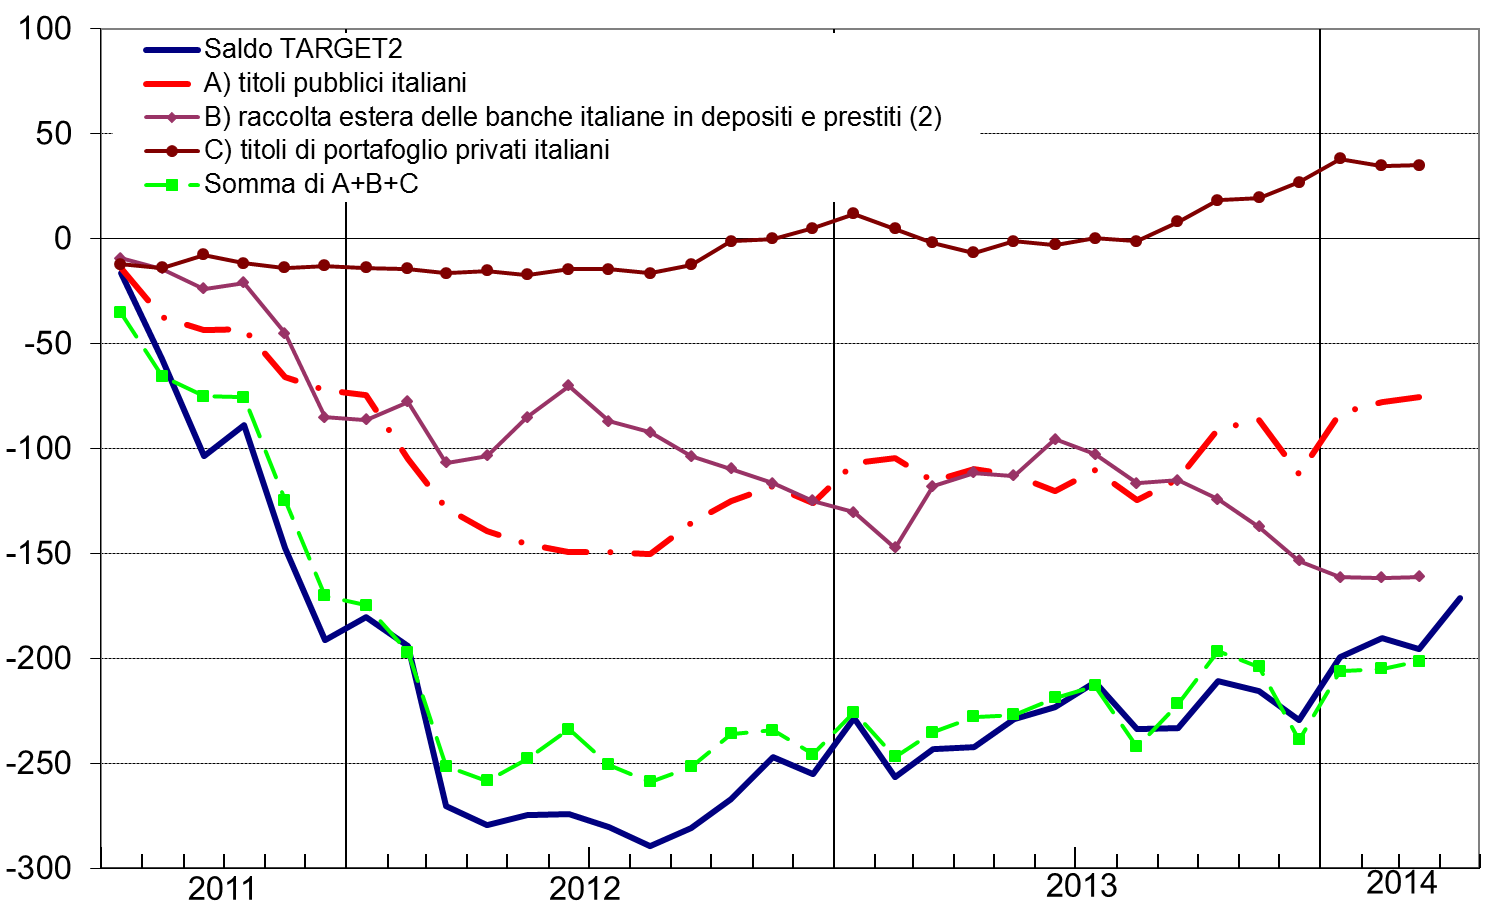 100
50
0
-50
-100
-150
-200
-250
-300
Saldo TARGET2
A) titoli pubblici italiani
B) raccolta estera delle banche italiane in depositi e prestiti (2)
C) titoli di portafoglio privati italiani
Somma di A+B+C
2011
2012
2013
2014